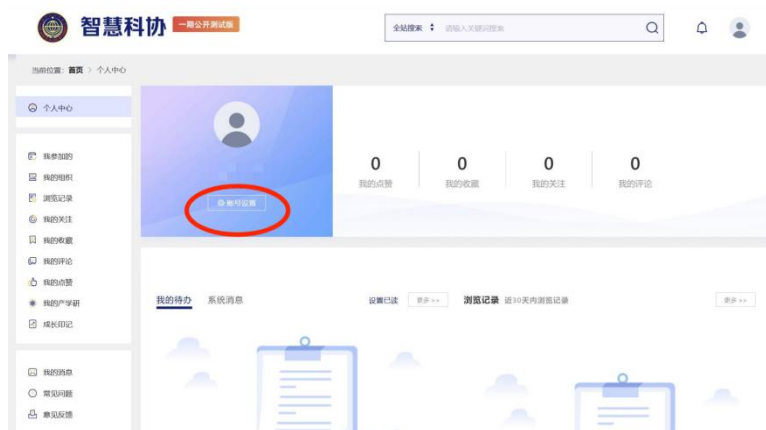 智慧科协 一期公开测试版
全站搜索 请输入关键词搜索
当前位置：首页 > 个人中心
个人中心
我参加的
我的组织
浏览记录
我的关注
我的收藏
我的评论
我的点赞
我的产学研
成长印记
我的消息
常见问题
意见反馈
账号设置
0 0 0 0
我的点赞 我的收藏 我的关注 我的评论
我的待办 系统消息 设置已读 更多 >>
浏览记录 近30天内浏览记录 更多 >>